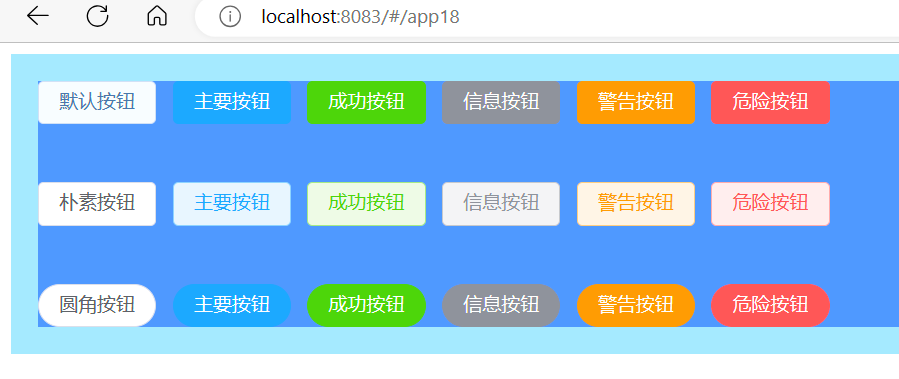 localhost:8083/#/app18
默认按钮 主要按钮 成功按钮 信息按钮 警告按钮 危险按钮
朴素按钮 主要按钮 成功按钮 信息按钮 警告按钮 危险按钮
圆角按钮 主要按钮 成功按钮 信息按钮 警告按钮 危险按钮